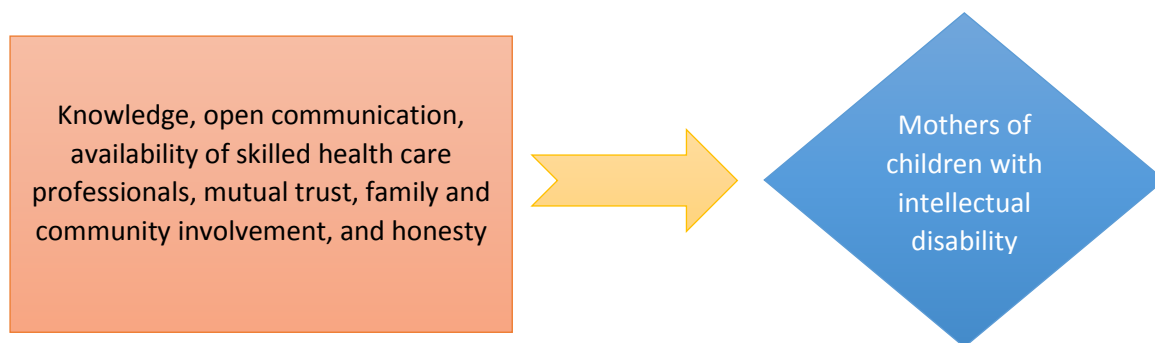 Knowledge, open communication,
availability of skilled health care
professionals, mutual trust, family and
community involvement, and honesty
Mothers of
children with
intellectual
disability